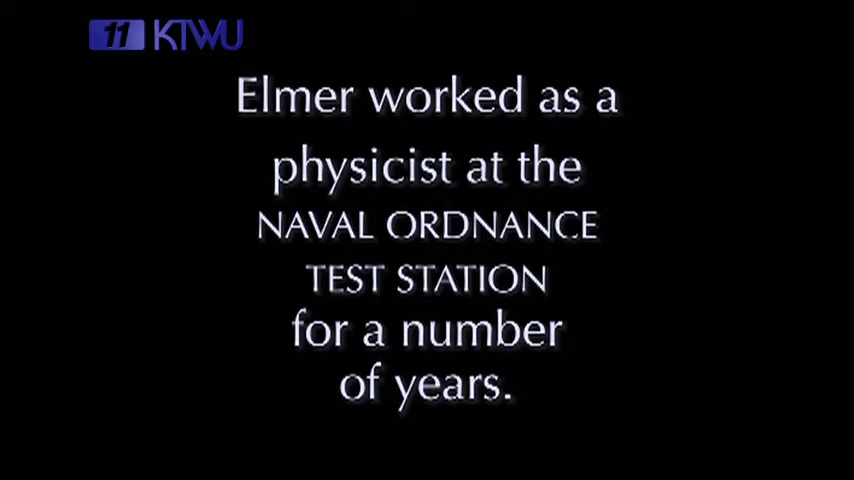 11 KTWU
Elmer worked as a
physicist at the
NAVAL ORDNANCE
TEST STATION
for a number
of years.